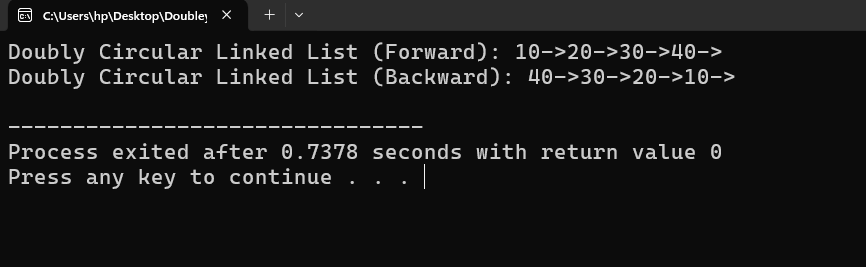 C:\Users\hp\Desktop\Doubley
Doubly Circular Linked List (Forward): 10->20->30->40->
Doubly Circular Linked List (Backward): 40->30->20->10->
--------------------------------
Process exited after 0.7378 seconds with return value 0
Press any key to continue . . .